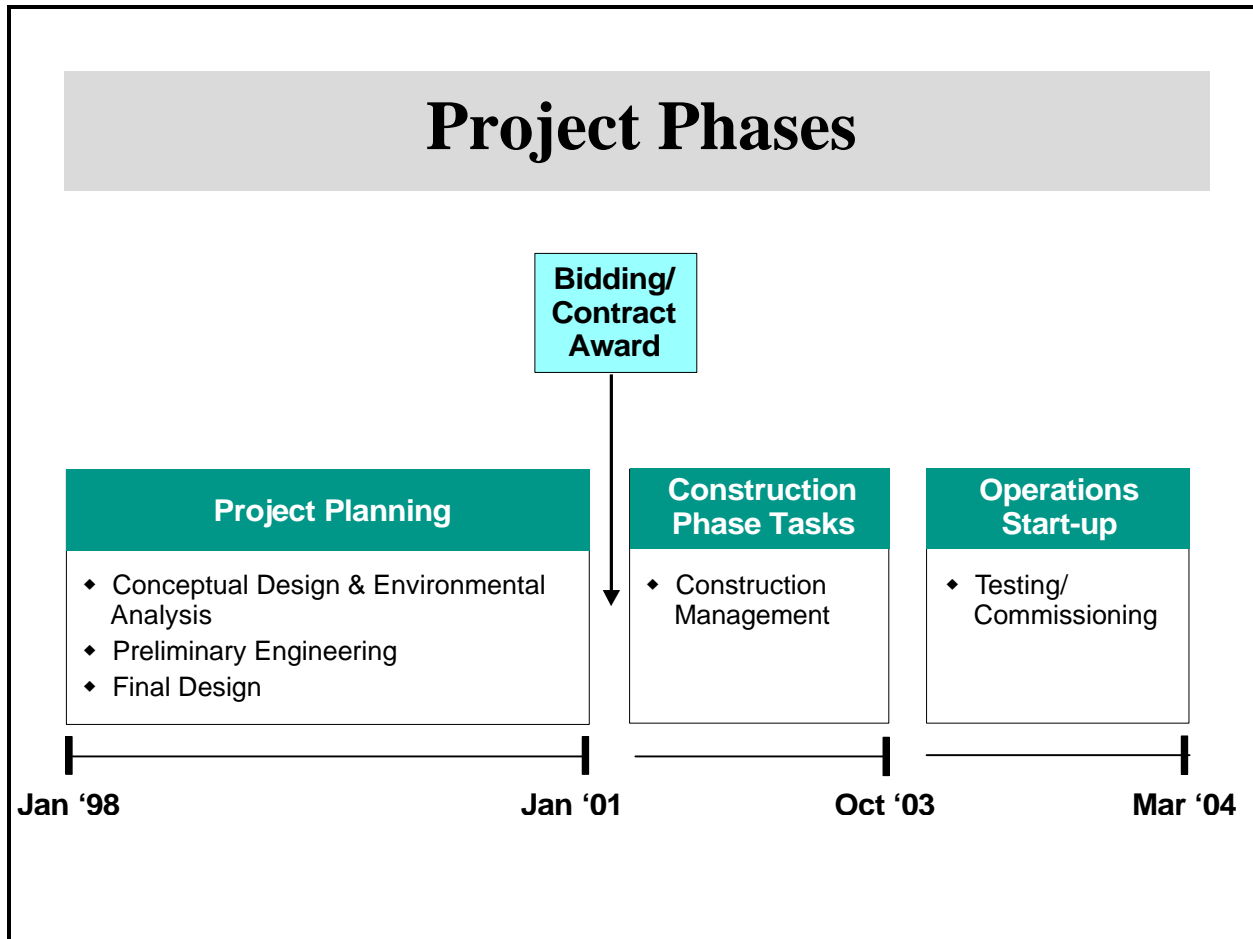 Project Phases
Bidding/
Contract
Award
Project Planning
◆ Conceptual Design & Environmental
Analysis
◆ Preliminary Engineering
◆ Final Design
Construction
Phase Tasks
◆ Construction
Management
Operations
Start-up
◆ Testing/
Commissioning
Jan ‘98
Jan ‘01
Oct ‘03
Mar ‘04